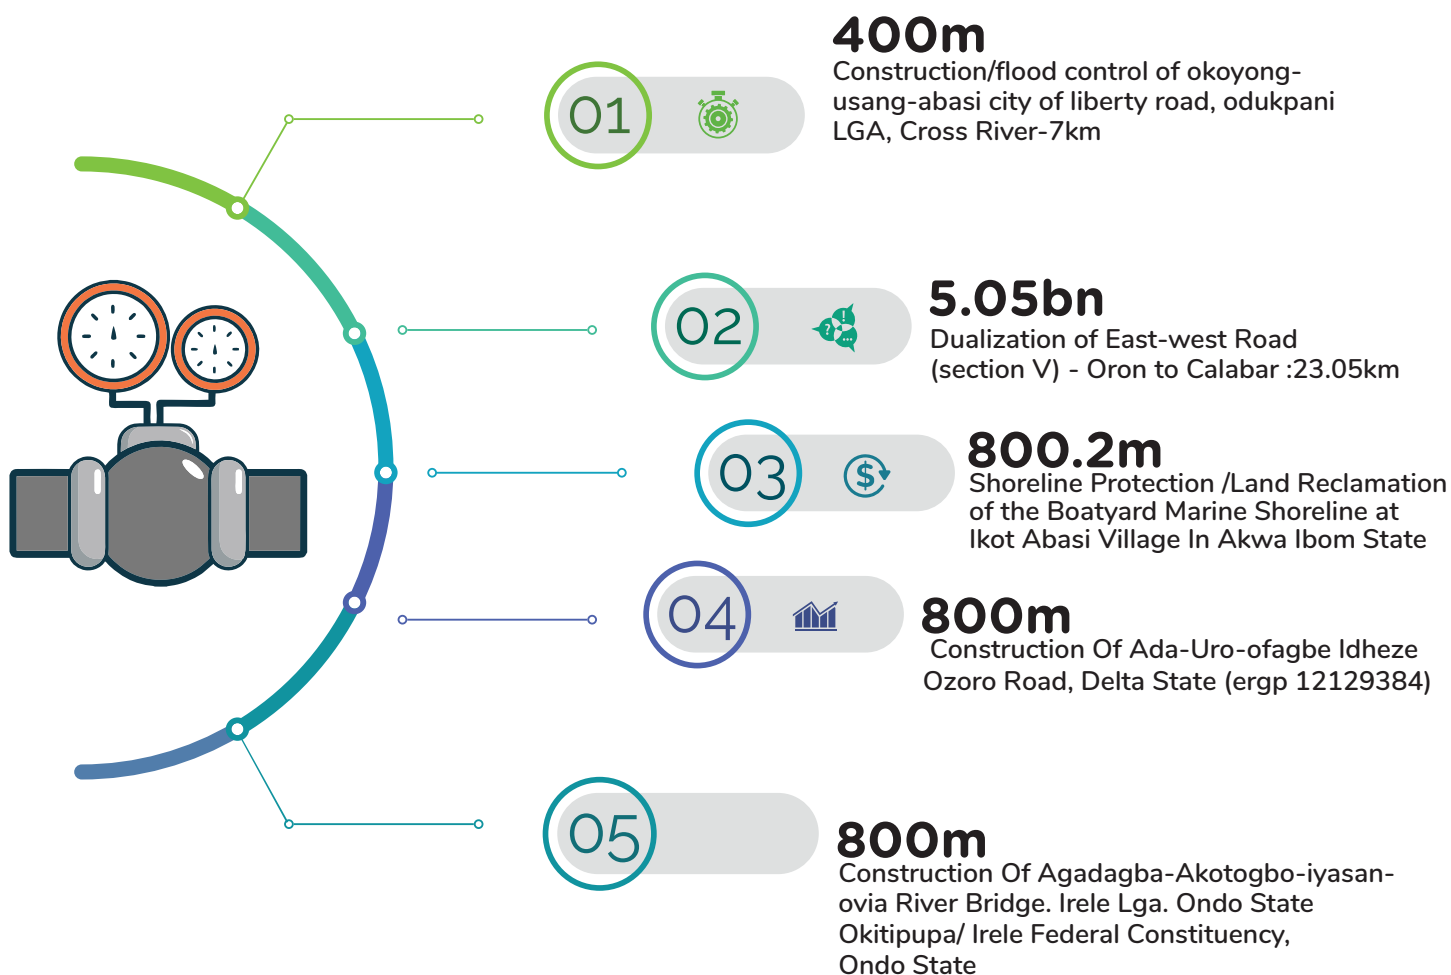 400m
01
Construction/flood control of okoyong-
usang-abasi city of liberty road, odukpani
LGA, Cross River-7km
5.05bn
02
Dualization of East-west Road
(section V) - Oron to Calabar :23.05km
800.2m
03
$
Shoreline Protection /Land Reclamation
of the Boatyard Marine Shoreline at
Ikot Abasi Village In Akwa Ibom State
800m
04
Construction Of Ada-Uro-ofagbe Idheze
Ozoro Road, Delta State (ergp 12129384)
800m
05
Construction Of Agadagba-Akotogbo-iyasan-
ovia River Bridge. Irele Lga. Ondo State
Okitipupa/ Irele Federal Constituency,
Ondo State